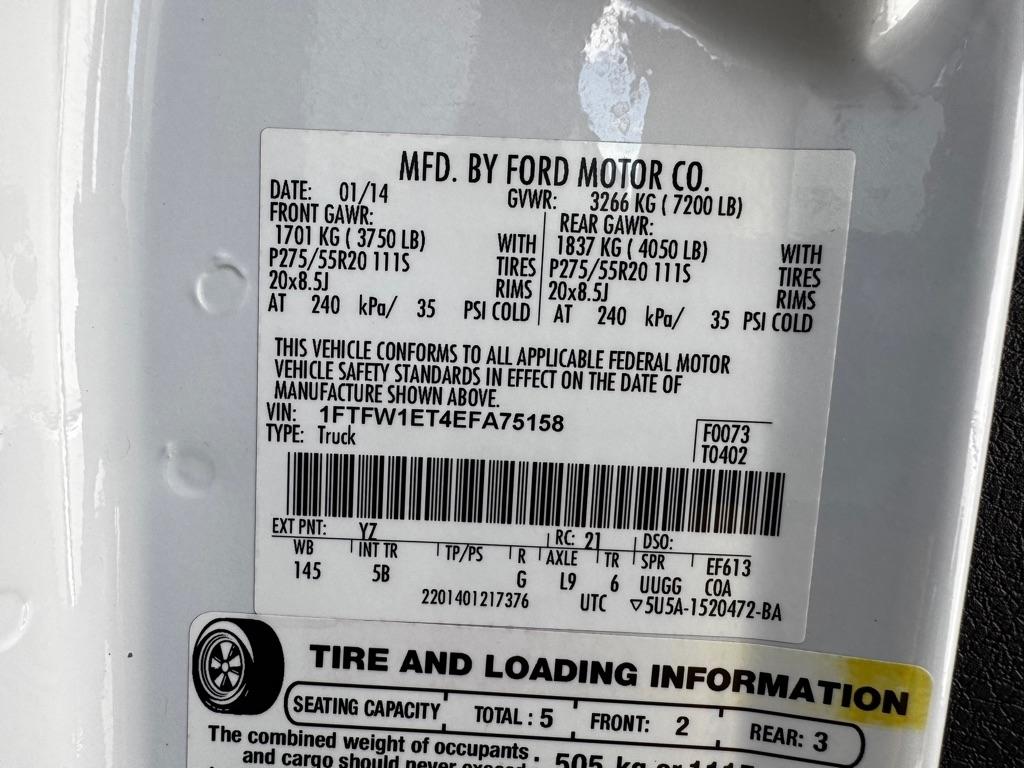 MFD. BY FORD MOTOR CO.
DATE: 01/14 GVWR: 3266 KG ( 7200 LB)
FRONT GAWR: REAR GAWR:
1701 KG ( 3750 LB) WITH 1837 KG ( 4050 LB) WITH
P275/55R20 111S TIRES P275/55R20 111S TIRES
20x8.5J RIMS 20x8.5J RIMS
AT 240 kPa/ 35 PSI COLD AT 240 kPa/ 35 PSI COLD
THIS VEHICLE CONFORMS TO ALL APPLICABLE FEDERAL MOTOR
VEHICLE SAFETY STANDARDS IN EFFECT ON THE DATE OF
MANUFACTURE SHOWN ABOVE.
VIN: 1FTFW1ET4EFA75158
TYPE: Truck
F0073
T0402
EXT PNT: YZ RC: 21 DSO:
WB INT TR TP/PS R AXLE TR SPR EF613
145 5B G L9 6 UUGG COA
2201401217376 UTC ▽5U5A-1520472-BA
TIRE AND LOADING INFORMATION
SEATING CAPACITY TOTAL : 5 FRONT: 2 REAR: 3
The combined weight of occupants
and cargo should never exceed 505 kg or